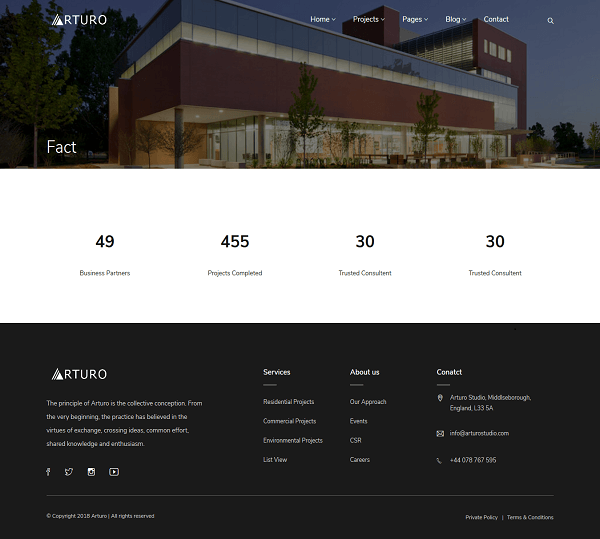 ARTURO
Home Projects Pages Blog Contact
Fact
49 455 30 30
Business Partners Projects Completed Trusted Consultent Trusted Consultent
ARTURO
The principle of Arturo is the collective conception. From
the very beginning, the practice has believed in the
virtues of exchange, crossing ideas, common effort,
shared knowledge and enthusiasm.
Services
Residential Projects
Commercial Projects
Environmental Projects
List View
About us
Our Approach
Events
CSR
Careers
Conatct
Arturo Studio, Middlseborough,
England, L33 5A
info@arturostudio.com
+44 078 767 595
© Copyright 2018 Arturo | All rights reserved
Private Policy | Terms & Conditions